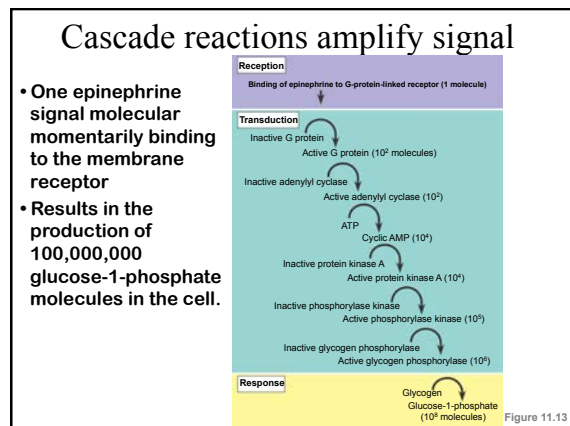 Cascade reactions amplify signal
• One epinephrine
signal molecular
momentarily binding
to the membrane
receptor
• Results in the
production of
100,000,000
glucose-1-phosphate
molecules in the cell.
Reception
Binding of epinephrine to G-protein-linked receptor (1 molecule)
Transduction
Inactive G protein
Active G protein (10² molecules)
Inactive adenylyl cyclase
Active adenylyl cyclase (10²)
ATP
Cyclic AMP (10⁴)
Inactive protein kinase A
Active protein kinase A (10⁴)
Inactive phosphorylase kinase
Active phosphorylase kinase (10⁵)
Inactive glycogen phosphorylase
Active glycogen phosphorylase (10⁶)
Response
Glycogen
Glucose-1-phosphate
(10⁸ molecules)
Figure 11.13